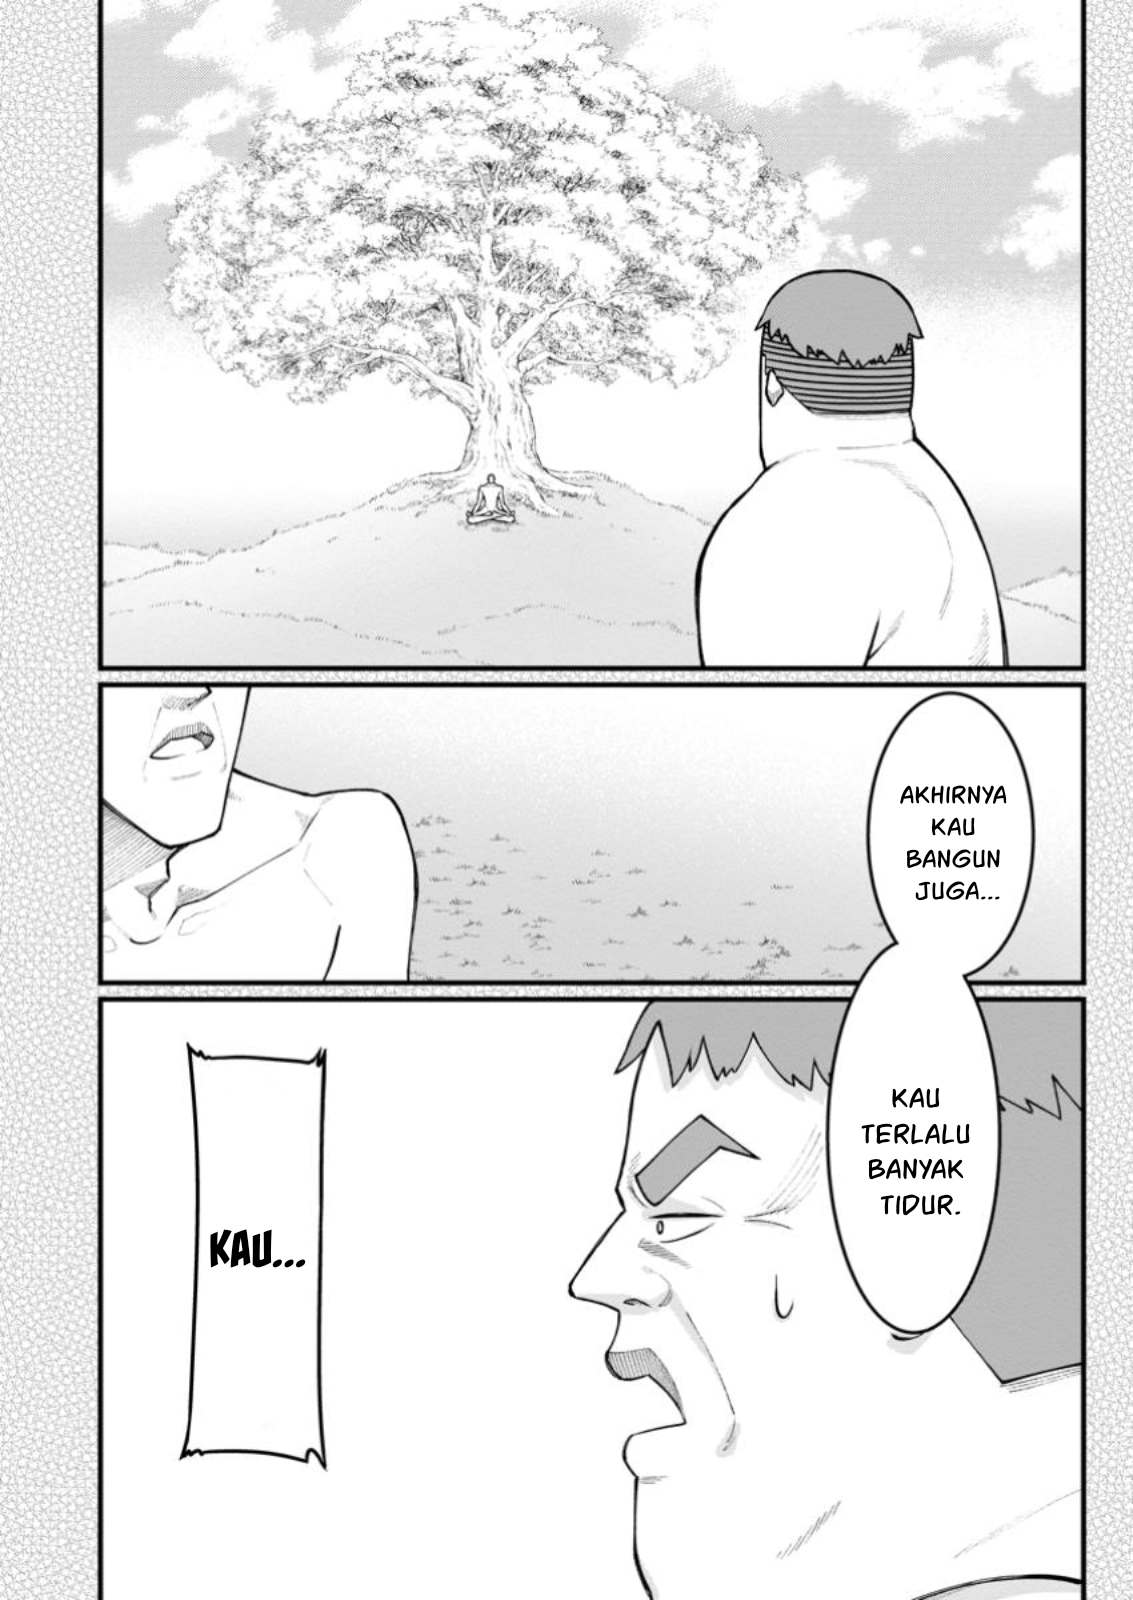 AKHIRNYA
KAU
BANGUN
JUGA...
KAU
TERLALU
BANYAK
TIDUR.
KAU...